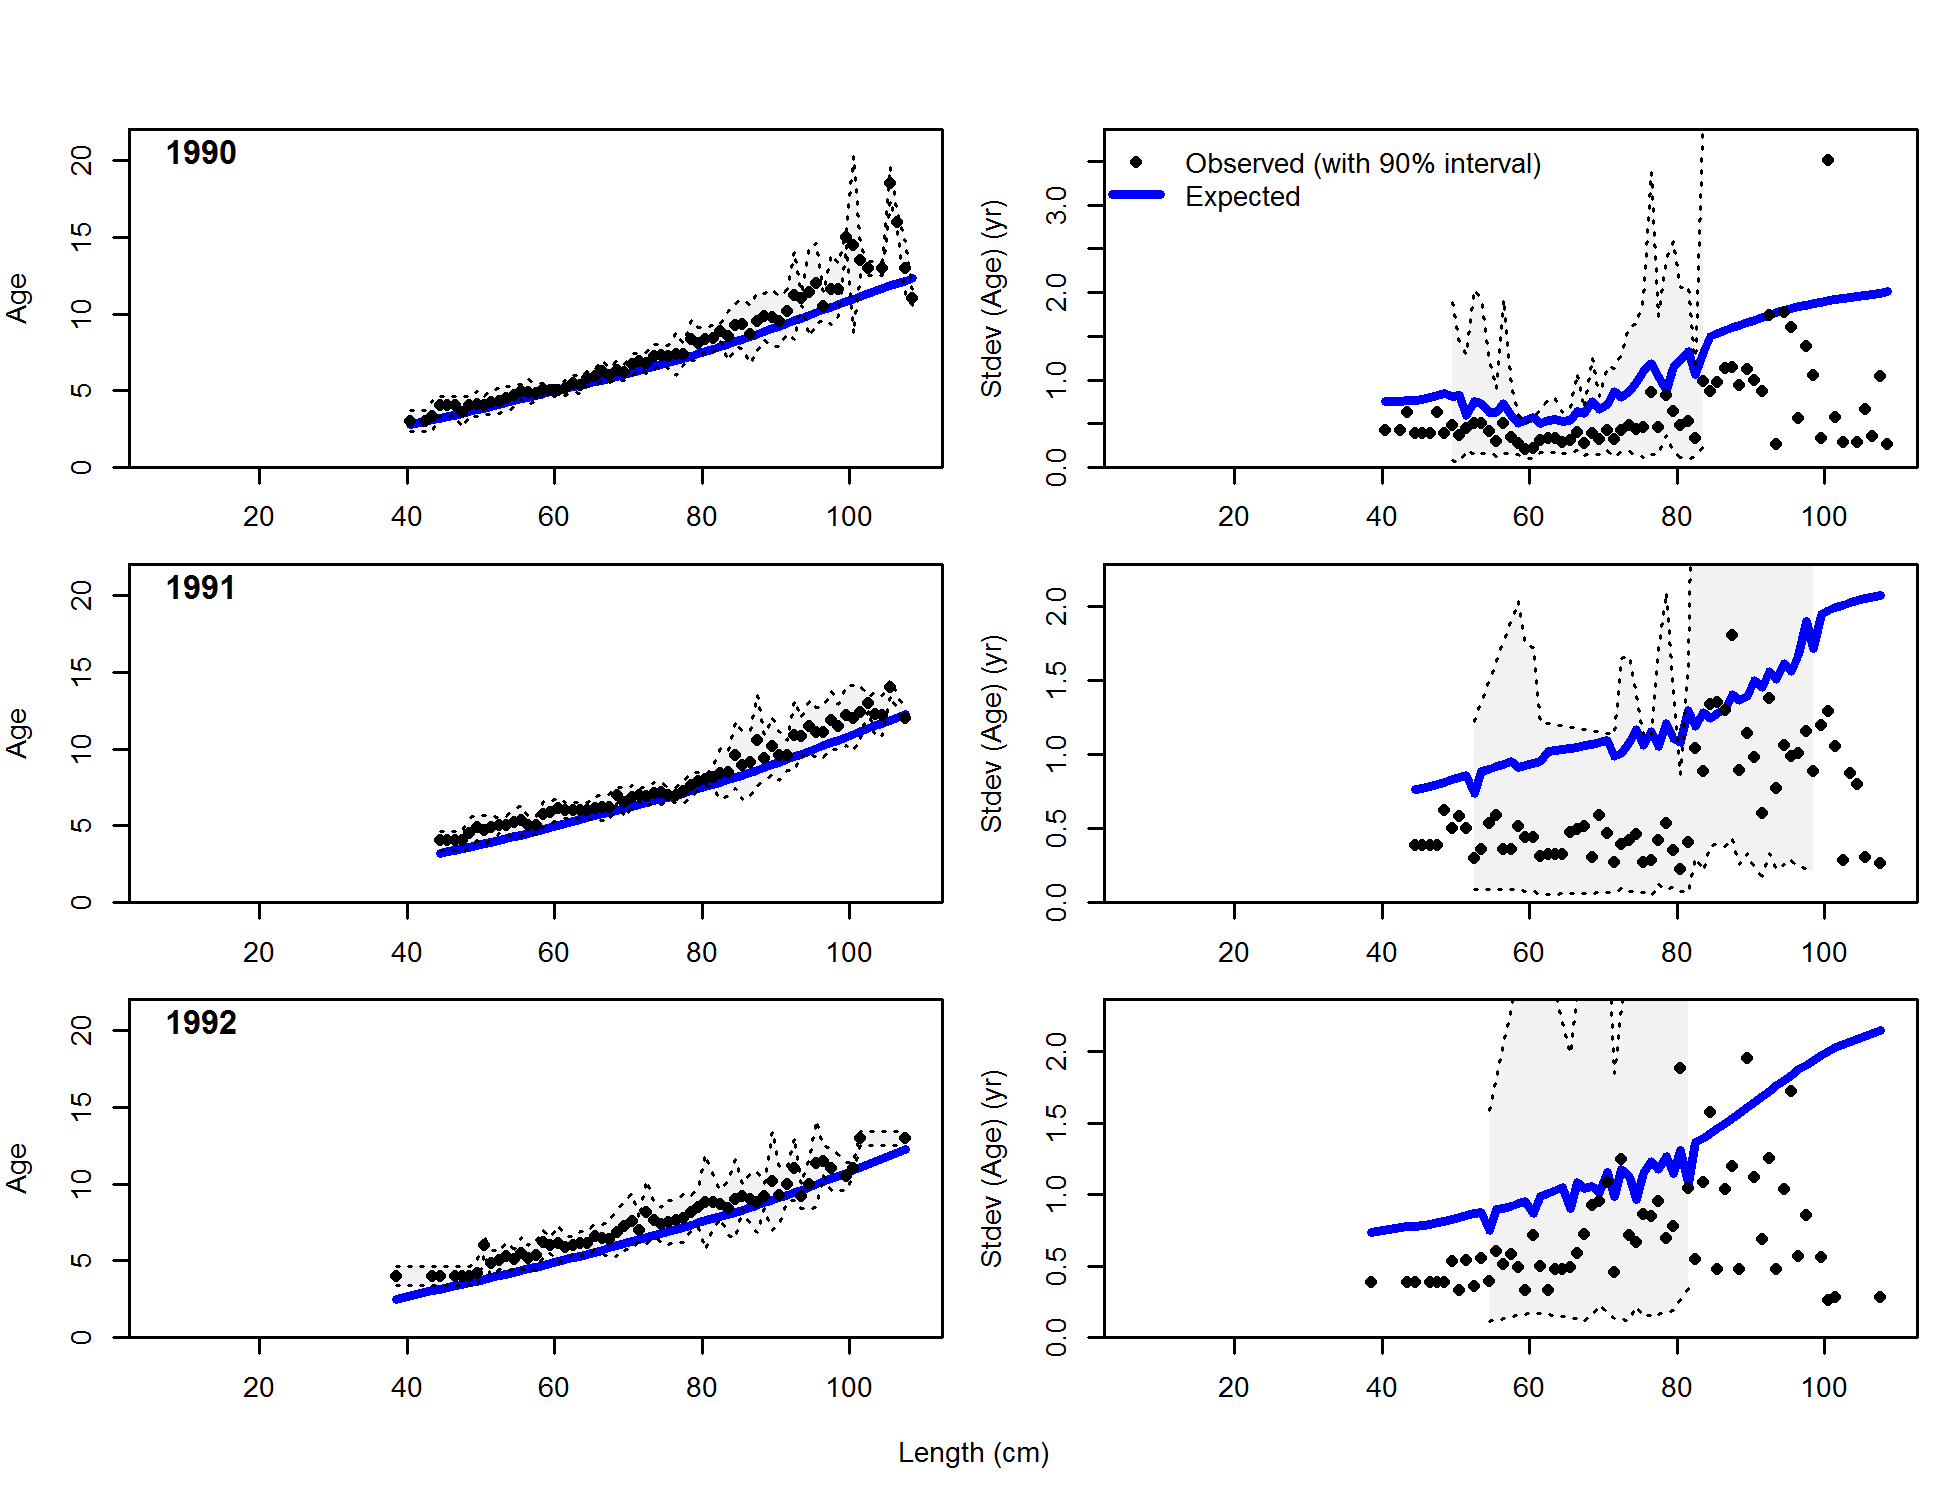 1990
Age
0 5 10 15 20
20 40 60 80 100
Observed (with 90% interval)
Expected
Stdev (Age) (yr)
0.0 1.0 2.0 3.0
20 40 60 80 100
1991
Age
0 5 10 15 20
20 40 60 80 100
Stdev (Age) (yr)
0.0 0.5 1.0 1.5 2.0
20 40 60 80 100
1992
Age
0 5 10 15 20
20 40 60 80 100
Stdev (Age) (yr)
0.0 0.5 1.0 1.5 2.0
20 40 60 80 100
Length (cm)